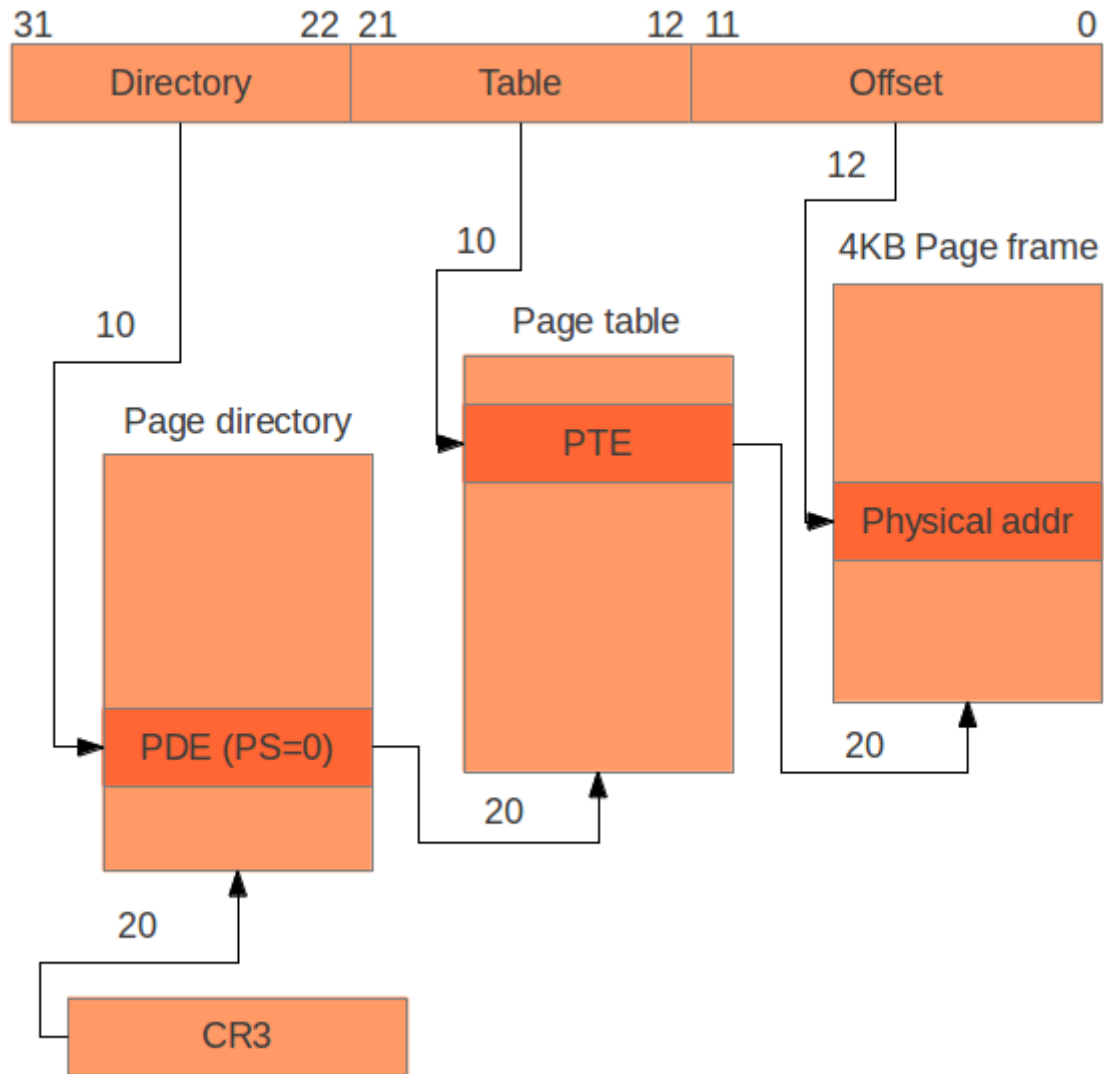 31 22 21 12 11 0
Directory Table Offset
12
10
4KB Page frame
10
Page table
Page directory
PTE
Physical addr
PDE (PS=0)
20
20
20
CR3